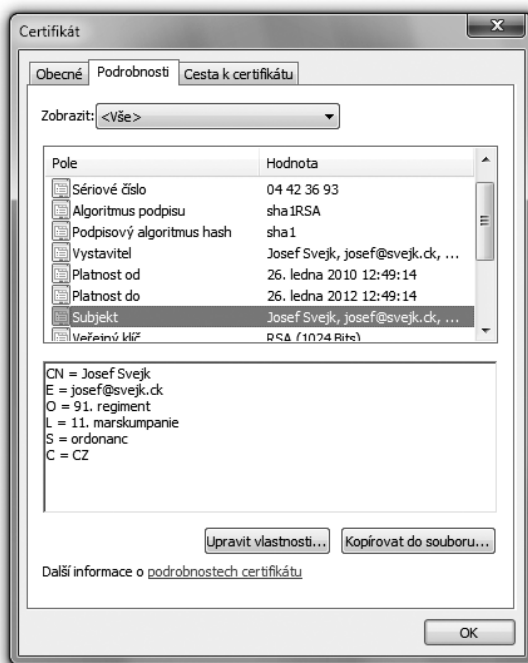 Certifikát
Obecné Podrobnosti Cesta k certifikátu
Zobrazit: <Vše>
Pole Hodnota
Sériové číslo 04 42 36 93
Algoritmus podpisu sha1RSA
Podpisový algoritmus hash sha1
Vystavitel Josef Svejk, josef@svejk.ck, ...
Platnost od 26. ledna 2010 12:49:14
Platnost do 26. ledna 2012 12:49:14
Subjekt Josef Svejk, josef@svejk.ck, ...
Veřejný klíč RSA (1024 Bits)
CN = Josef Svejk
E = josef@svejk.ck
O = 91. regiment
L = 11. marskumpanie
S = ordonanc
C = CZ
Upravit vlastnosti... Kopírovat do souboru...
Další informace o podrobnostech certifikátu
OK